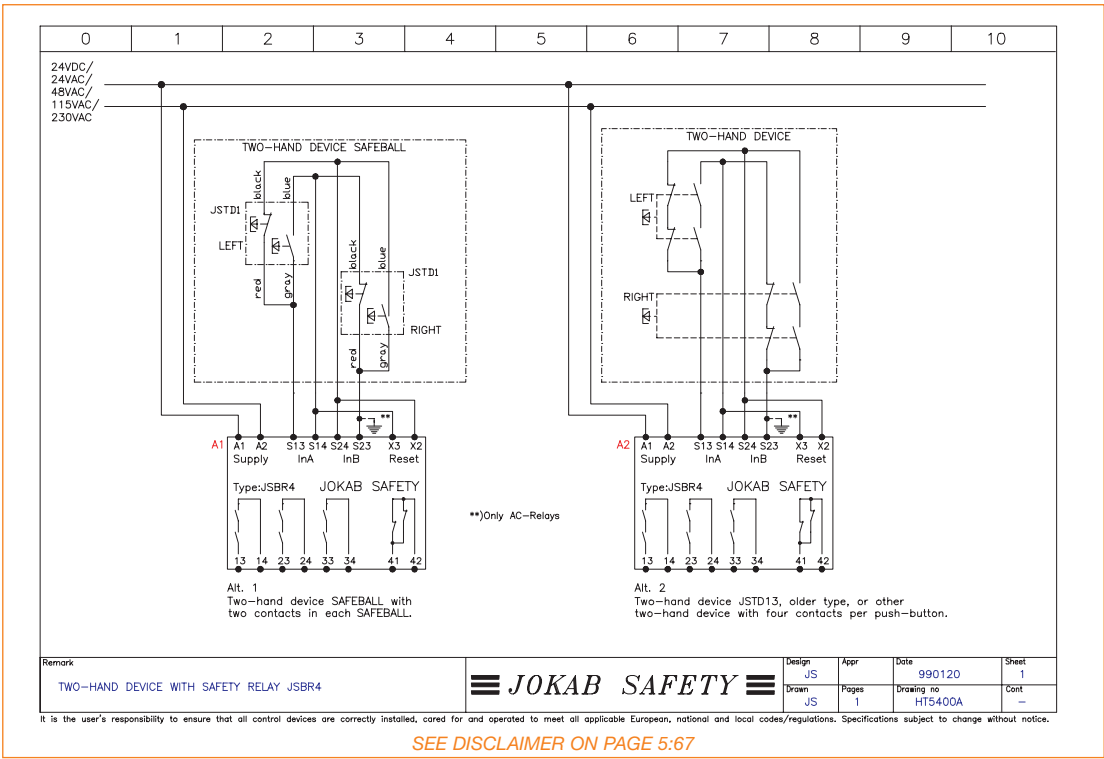 0 1 2 3 4 5 6 7 8 9 10
24VDC/
24VAC/
48VAC/
115VAC/
230VAC
TWO-HAND DEVICE SAFEBALL
black
blue
JSTD1
LEFT
red
gray
black
blue
JSTD1
RIGHT
red
gray
**
A1
A1 A2 S13 S14 S24 S23 X3 X2
Supply InA InB Reset
Type:JSBR4 JOKAB SAFETY
13 14 23 24 33 34 41 42
Alt. 1
Two-hand device SAFEBALL with
two contacts in each SAFEBALL.
**)Only AC-Relays
TWO-HAND DEVICE
LEFT
RIGHT
**
A2
A1 A2 S13 S14 S24 S23 X3 X2
Supply InA InB Reset
Type:JSBR4 JOKAB SAFETY
13 14 23 24 33 34 41 42
Alt. 2
Two-hand device JSTD13, older type, or other
two-hand device with four contacts per push-button.
Remark
TWO-HAND DEVICE WITH SAFETY RELAY JSBR4
JOKAB SAFETY
Design Appr Date Sheet
JS 990120 1
Drawn Pages Drawing no Cont
JS 1 HT5400A -
It is the user's responsibility to ensure that all control devices are correctly installed, cared for and operated to meet all applicable European, national and local codes/regulations. Specifications subject to change without notice.
SEE DISCLAIMER ON PAGE 5:67